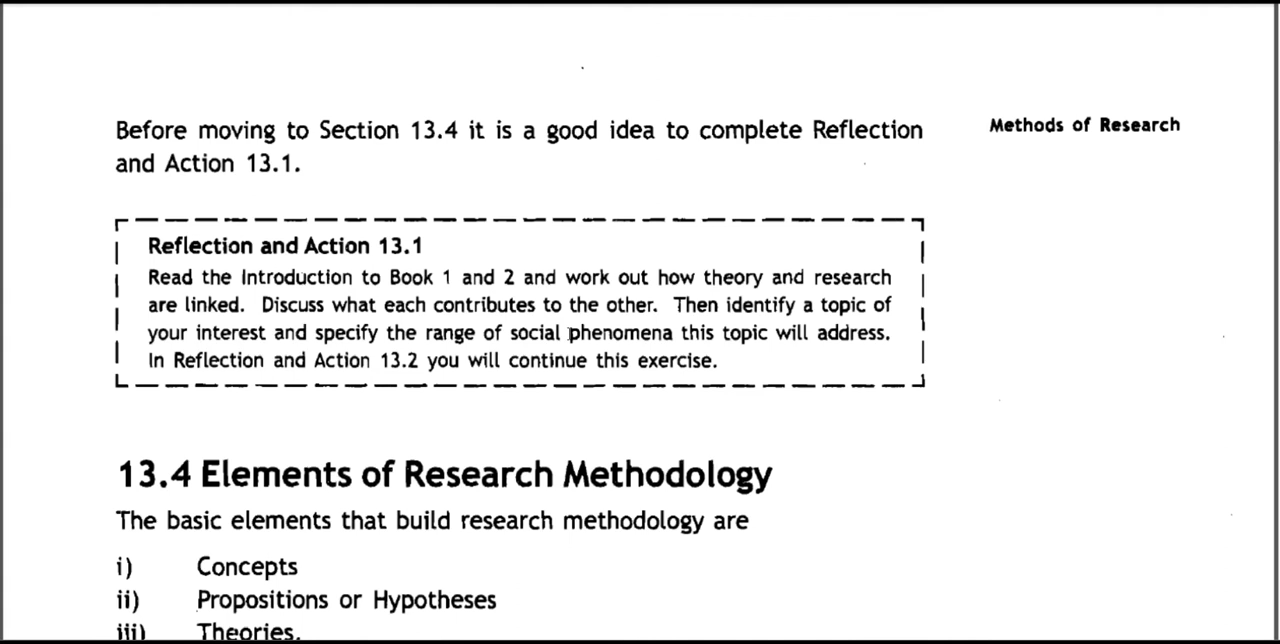 Before moving to Section 13.4 it is a good idea to complete Reflection
and Action 13.1.
Methods of Research
Reflection and Action 13.1
Read the Introduction to Book 1 and 2 and work out how theory and research
are linked. Discuss what each contributes to the other. Then identify a topic of
your interest and specify the range of social phenomena this topic will address.
In Reflection and Action 13.2 you will continue this exercise.
13.4 Elements of Research Methodology
The basic elements that build research methodology are
i) Concepts
ii) Propositions or Hypotheses
iii) Theories.